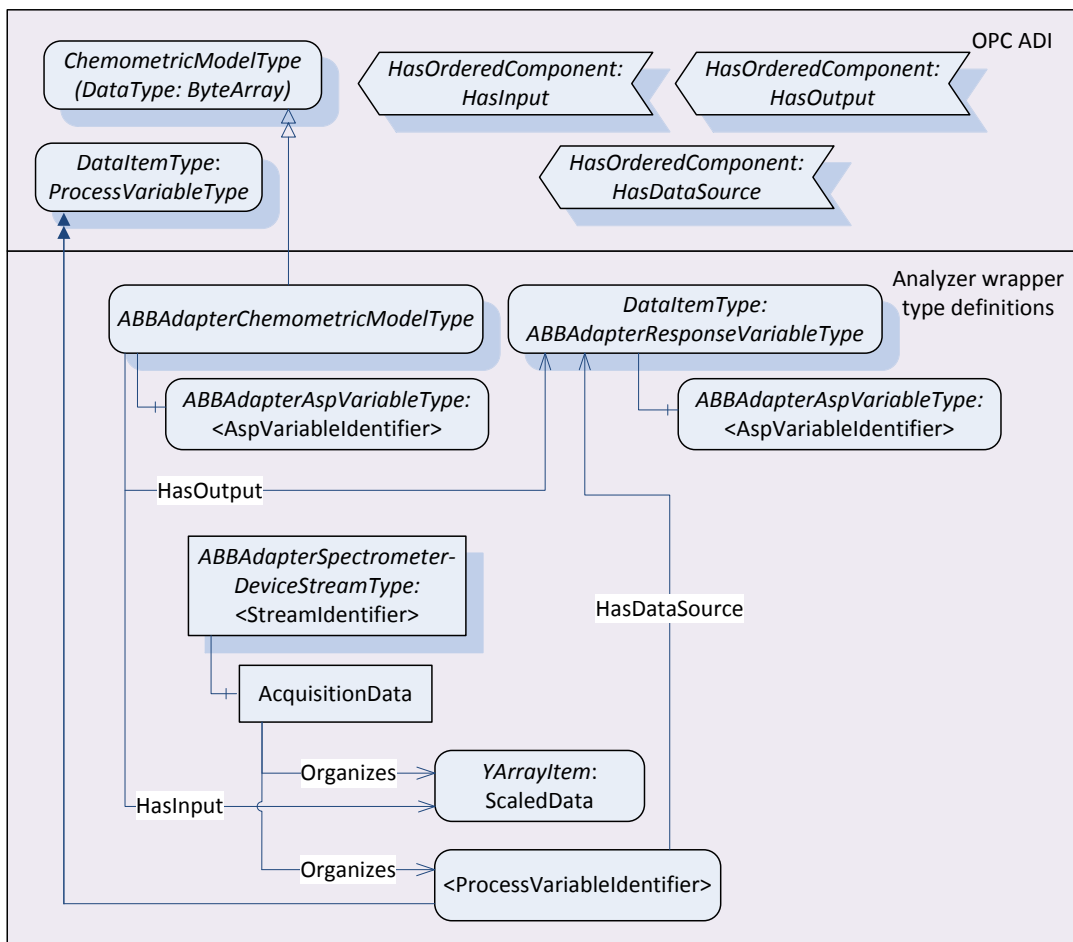 OPC ADI
ChemometricModelType
(DataType: ByteArray)
HasOrderedComponent:
HasInput
HasOrderedComponent:
HasOutput
DataItemType:
ProcessVariableType
HasOrderedComponent:
HasDataSource
Analyzer wrapper
type definitions
ABBAdapterChemometricModelType
DataItemType:
ABBAdapterResponseVariableType
ABBAdapterAspVariableType:
<AspVariableIdentifier>
ABBAdapterAspVariableType:
<AspVariableIdentifier>
HasOutput
ABBAdapterSpectrometer-
DeviceStreamType:
<StreamIdentifier>
HasDataSource
AcquisitionData
Organizes
YArrayItem:
ScaledData
HasInput
Organizes
<ProcessVariableIdentifier>